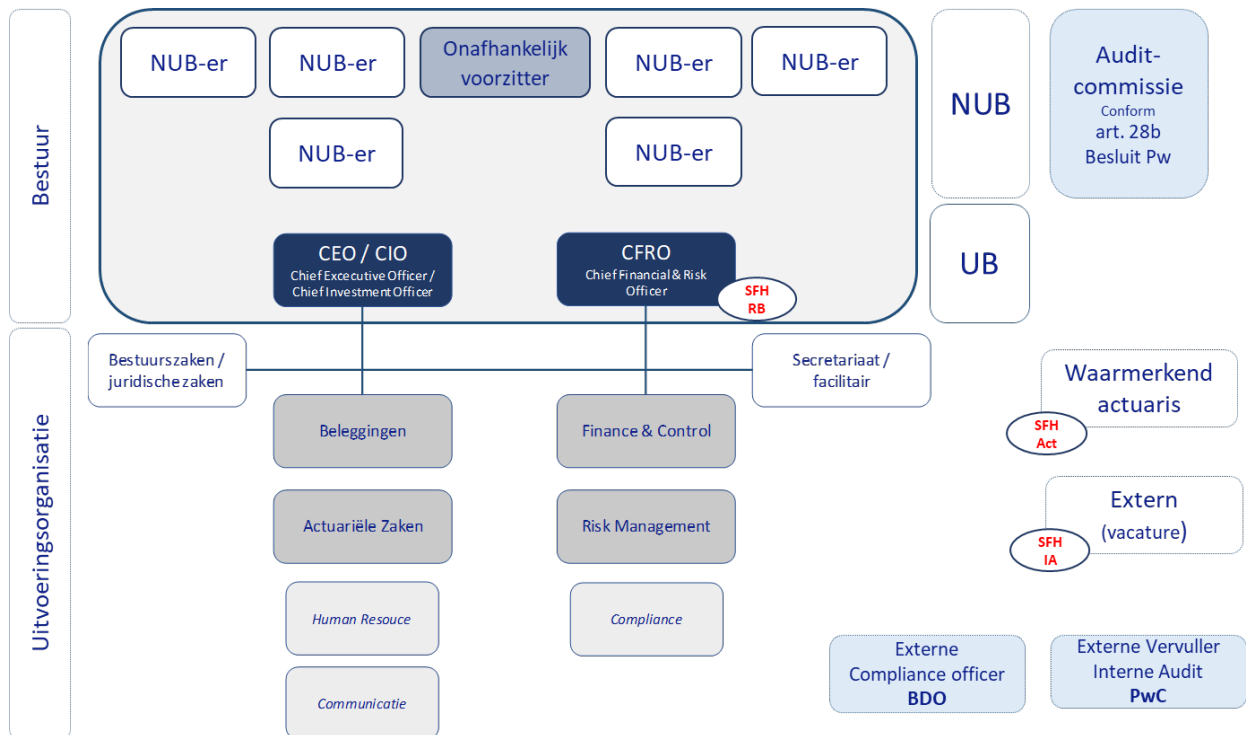 Bestuur
NUB-er
NUB-er
Onafhankelijk
voorzitter
NUB-er
NUB-er
NUB-er
NUB-er
CEO / CIO
Chief Excecutive Officer /
Chief Investment Officer
CFRO
Chief Financial & Risk
Officer
SFH
RB
NUB
UB
Audit-
commissie
Conform
art. 28b
Besluit Pw
Uitvoeringsorganisatie
Bestuurszaken /
juridische zaken
Secretariaat /
facilitair
Beleggingen
Finance & Control
Actuariële Zaken
Risk Management
Human Resouce
Compliance
Communicatie
Waarmerkend
actuaris
SFH
Act
Extern
(vacature)
SFH
IA
Externe
Compliance officer
BDO
Externe Vervuller
Interne Audit
PwC